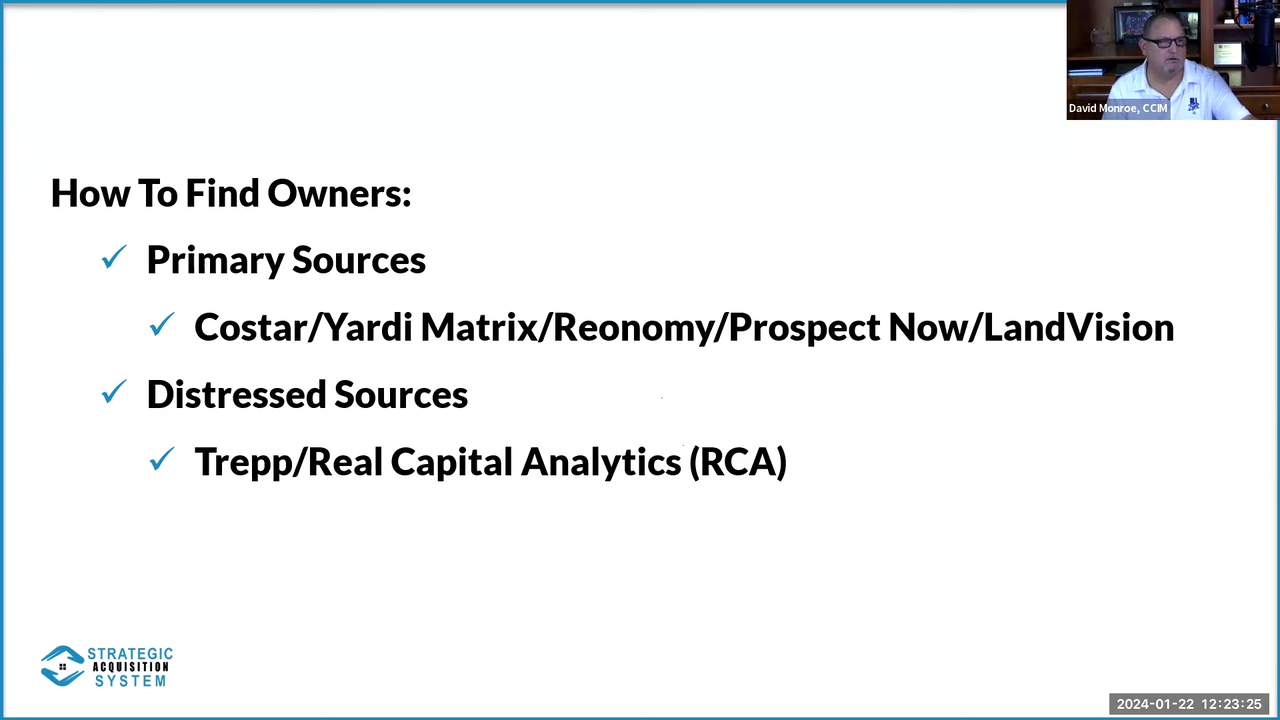 David Monroe, CCIM
How To Find Owners:
Primary Sources
Costar/Yardi Matrix/Reonomy/Prospect Now/LandVision
Distressed Sources
Trepp/Real Capital Analytics (RCA)
STRATEGIC
ACQUISITION
SYSTEM
2024-01-22 12:23:25